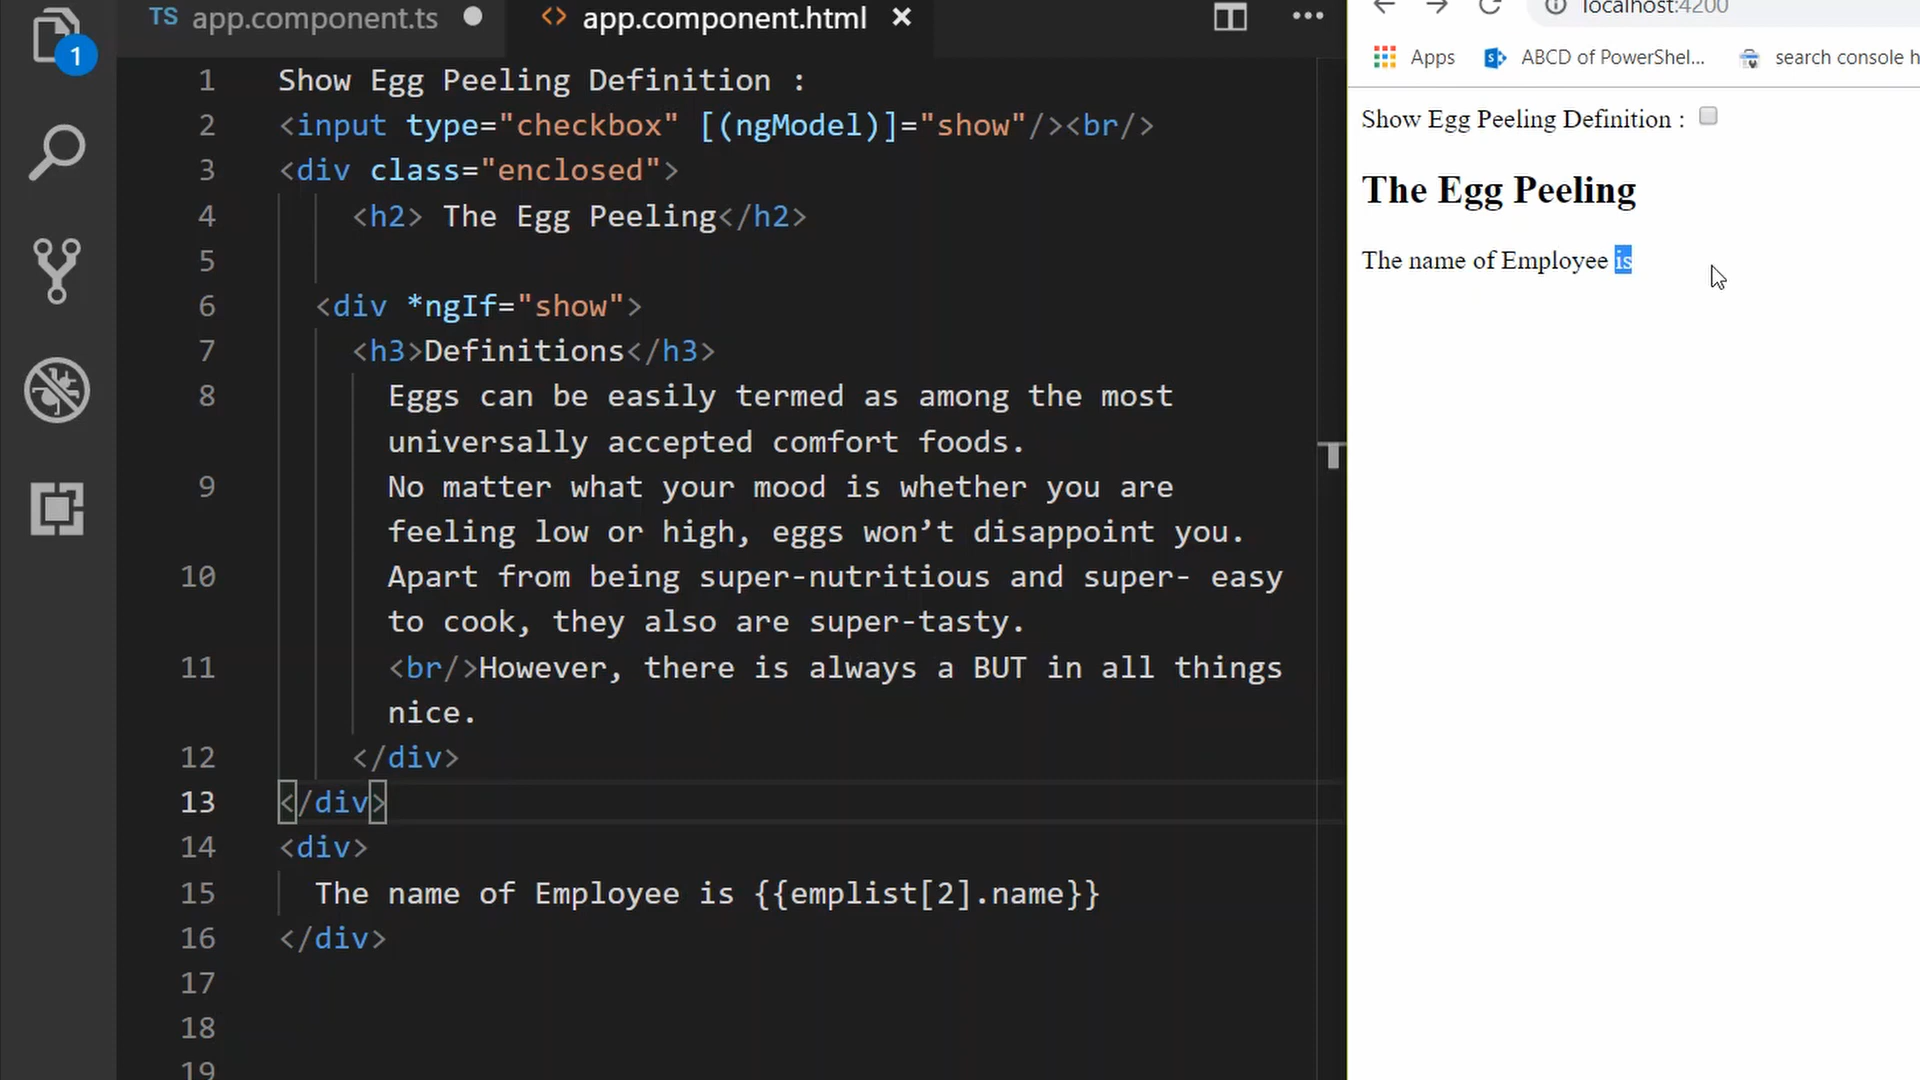 TS app.component.ts
<> app.component.html
1
1 Show Egg Peeling Definition :
2 <input type="checkbox" [(ngModel)]="show"/><br/>
3 <div class="enclosed">
4 <h2> The Egg Peeling</h2>
5
6 <div *ngIf="show">
7 <h3>Definitions</h3>
8 Eggs can be easily termed as among the most
universally accepted comfort foods.
9 No matter what your mood is whether you are
feeling low or high, eggs won’t disappoint you.
10 Apart from being super-nutritious and super- easy
to cook, they also are super-tasty.
11 <br/>However, there is always a BUT in all things
nice.
12 </div>
13 </div>
14 <div>
15 The name of Employee is {{emplist[2].name}}
16 </div>
17
18
19
localhost:4200
Apps ABCD of PowerShel... search console h
Show Egg Peeling Definition :
The Egg Peeling
The name of Employee is